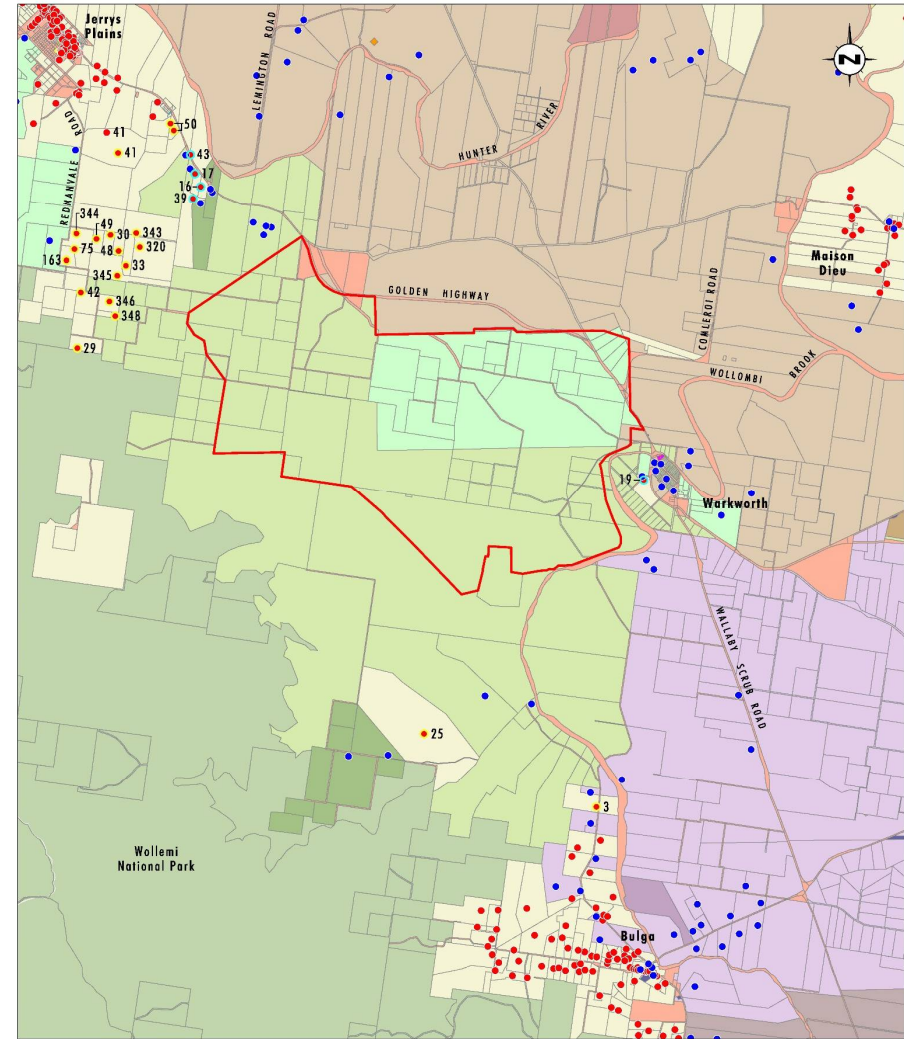 Jerrys
Plains
LEMINGTON ROAD
N
50
41
ROAD
41
43
HUNTER RIVER
17
16
39
REDMANVALE
344
49
30
343
75
48
320
163
33
345
Maison
Dieu
42
346
348
GOLDEN HIGHWAY
COMLEROI ROAD
29
WOLLOMBI BROOK
19
Warkworth
WALLABY SCRUB ROAD
25
3
Wollemi
National Park
Bulga